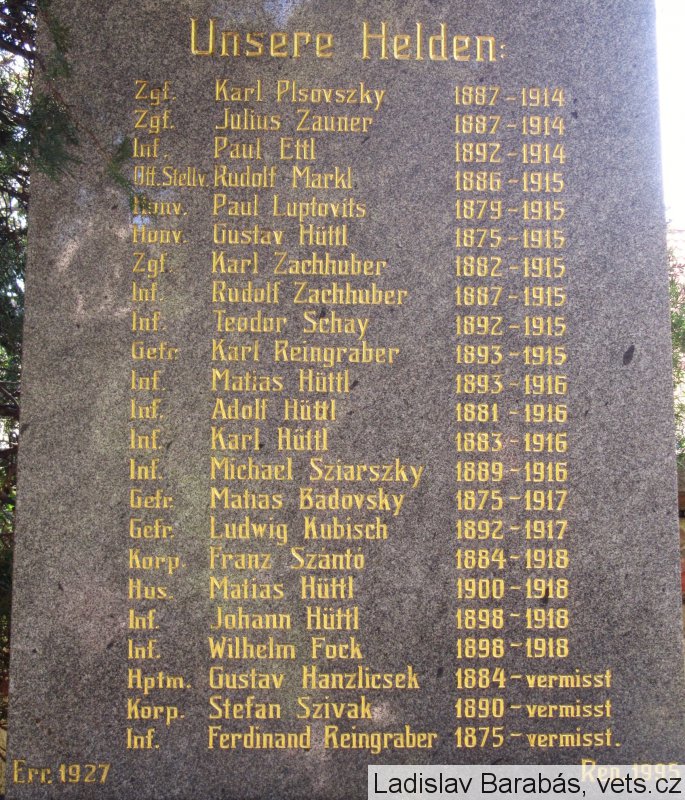 Unsere Helden:
Zgf. Karl Plsovszky 1887-1914
Zgf. Julius Zauner 1887-1914
Inf. Paul Ettl 1892-1914
Off.Stellv. Rudolf Markl 1886-1915
Honv. Paul Luptovits 1879-1915
Honv. Gustav Hüttl 1875-1915
Zgf. Karl Zachhuber 1882-1915
Inf. Rudolf Zachhuber 1887-1915
Inf. Teodor Schay 1892-1915
Gefr. Karl Reingraber 1893-1915
Inf. Matias Hüttl 1893-1916
Inf. Adolf Hüttl 1881-1916
Inf. Karl Hüttl 1883-1916
Inf. Michael Sziarszky 1889-1916
Gefr. Matias Badovsky 1875-1917
Gefr. Ludwig Kubisch 1892-1917
Korp. Franz Szántó 1884-1918
Hus. Matias Hüttl 1900-1918
Inf. Johann Hüttl 1898-1918
Inf. Wilhelm Fock 1898-1918
Hptm. Gustav Hanzlicsek 1884-vermisst
Korp. Stefan Szivak 1890-vermisst
Inf. Ferdinand Reingraber 1875-vermisst.
Err. 1927 Ren. 1995
Ladislav Barabás, vets.cz